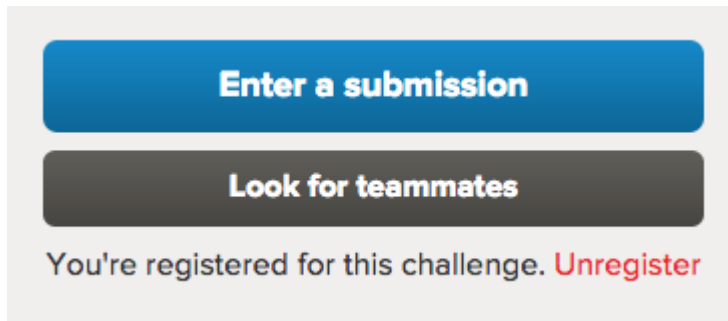 Enter a submission
Look for teammates
You're registered for this challenge. Unregister